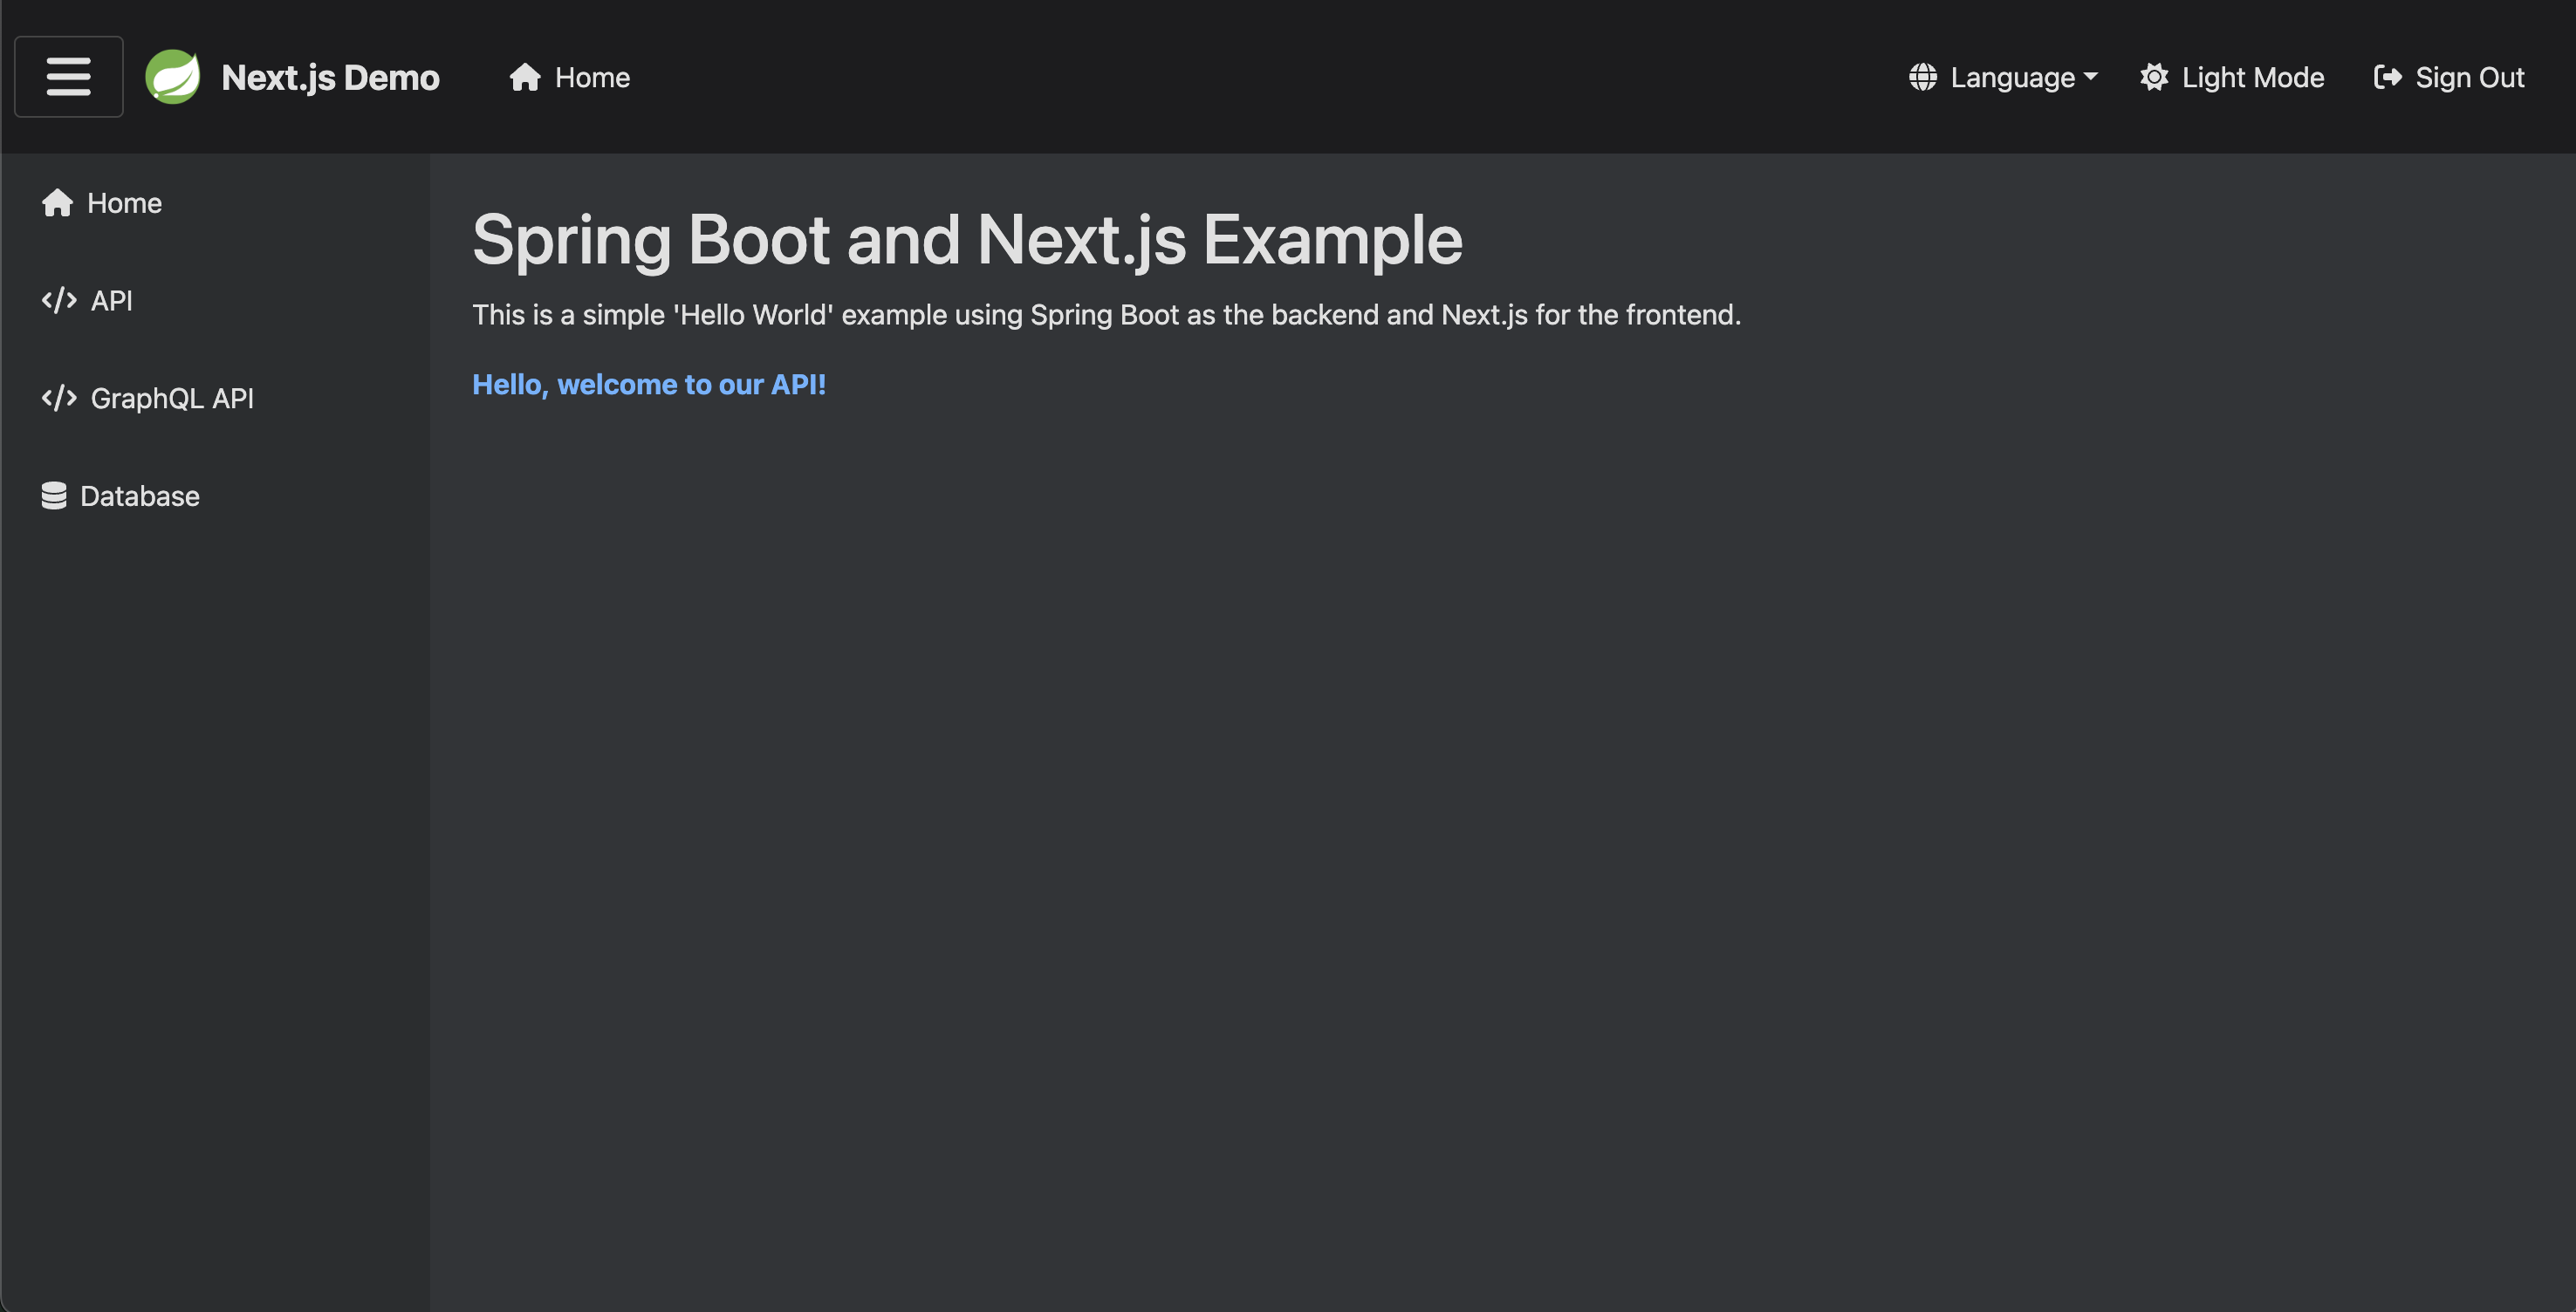 Next.js Demo
Home
Language
Light Mode
Sign Out
Home
API
GraphQL API
Database
Spring Boot and Next.js Example
This is a simple 'Hello World' example using Spring Boot as the backend and Next.js for the frontend.
Hello, welcome to our API!